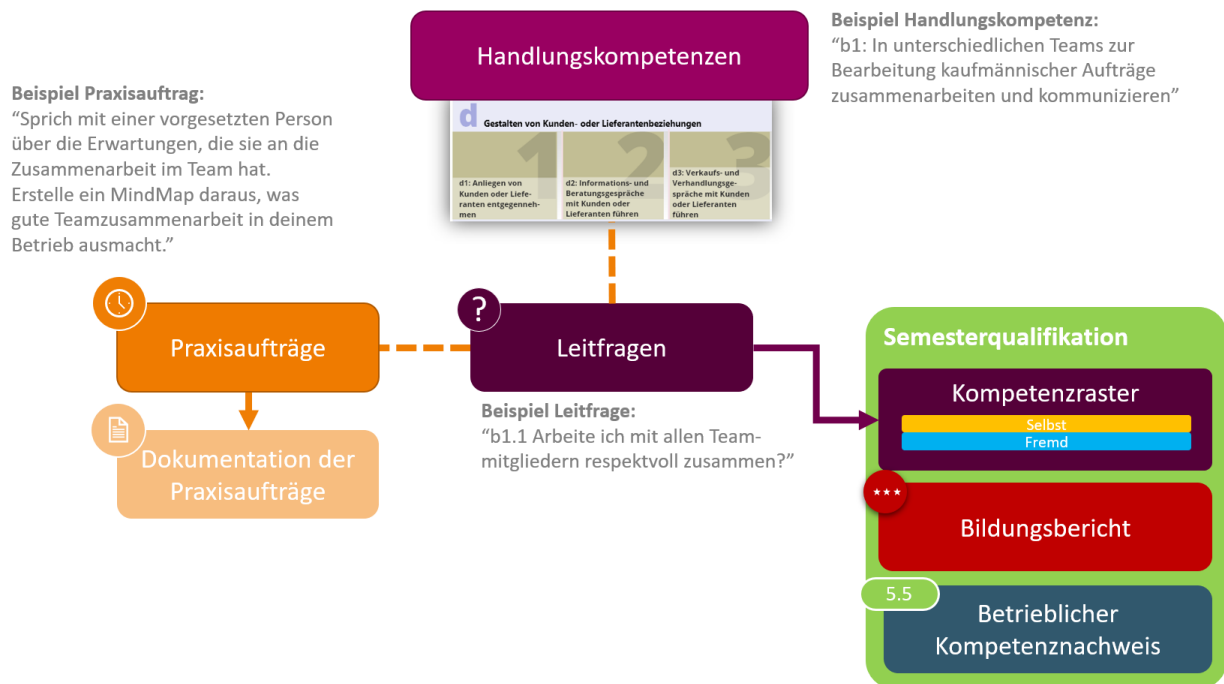 Handlungskompetenzen
Beispiel Handlungskompetenz:
“b1: In unterschiedlichen Teams zur
Bearbeitung kaufmännischer Aufträge
zusammenarbeiten und kommunizieren”
Beispiel Praxisauftrag:
“Sprich mit einer vorgesetzten Person
über die Erwartungen, die sie an die
Zusammenarbeit im Team hat.
Erstelle ein MindMap daraus, was
gute Teamzusammenarbeit in deinem
Betrieb ausmacht.”
d Gestalten von Kunden- oder Lieferantenbeziehungen
1
d1: Anliegen von
Kunden oder Liefe-
ranten entgegenneh-
men
2
d2: Informations- und
Beratungsgespräche
mit Kunden oder
Lieferanten führen
3
d3: Verkaufs- und
Verhandlungsge-
spräche mit Kunden
oder Lieferanten
führen
Praxisaufträge
Dokumentation der
Praxisaufträge
?
Leitfragen
Beispiel Leitfrage:
“b1.1 Arbeite ich mit allen Team-
mitgliedern respektvoll zusammen?”
Semesterqualifikation
Kompetenzraster
Selbst
Fremd
Bildungsbericht
5.5
Betrieblicher
Kompetenznachweis